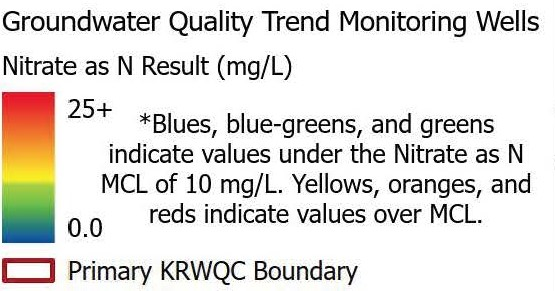 Groundwater Quality Trend Monitoring Wells
Nitrate as N Result (mg/L)
25+
*Blues, blue-greens, and greens
indicate values under the Nitrate as N
MCL of 10 mg/L. Yellows, oranges, and
reds indicate values over MCL.
0.0
Primary KRWQC Boundary